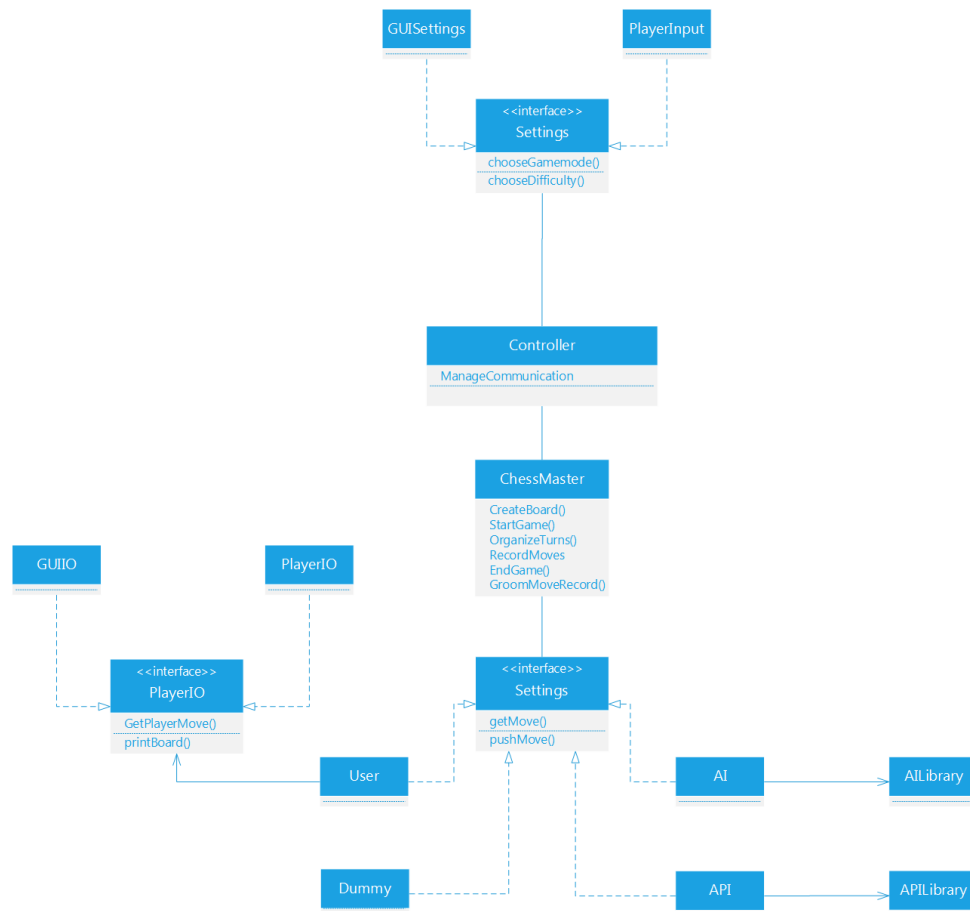 GUISettings
PlayerInput
<<interface>>
Settings
chooseGamemode()
chooseDifficulty()
Controller
ManageCommunication
ChessMaster
CreateBoard()
StartGame()
OrganizeTurns()
RecordMoves
EndGame()
GroomMoveRecord()
GUIIO
PlayerIO
<<interface>>
PlayerIO
GetPlayerMove()
printBoard()
<<interface>>
Settings
getMove()
pushMove()
User
AI
AILibrary
Dummy
API
APILibrary